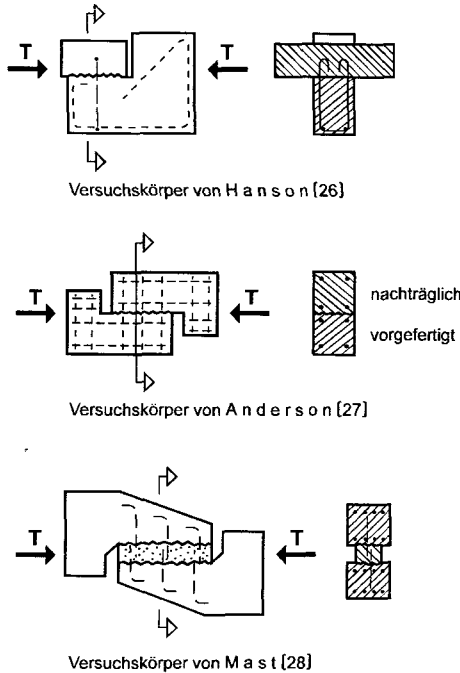 T T
Versuchskörper von H a n s o n [26]
T T
nachträglich
vorgefertigt
Versuchskörper von A n d e r s o n [27]
T T
Versuchskörper von M a s t [28]